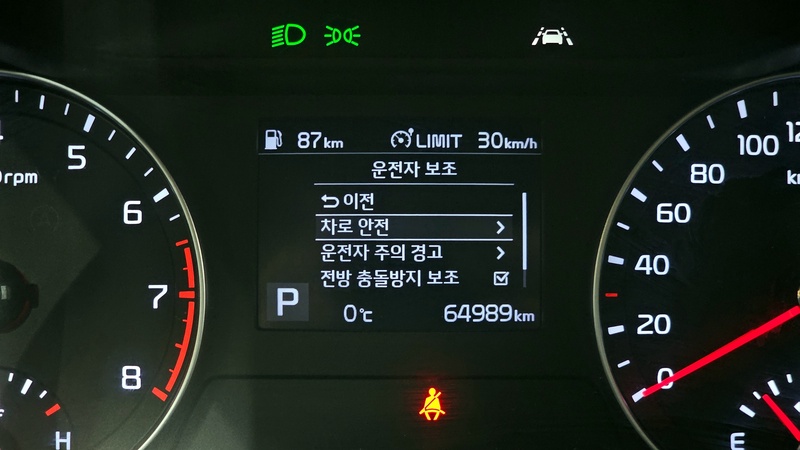 87km LIMIT 30km/h
운전자 보조
이전
차로 안전
운전자 주의 경고
전방 충돌방지 보조
P
0℃ 64989km
5
6
7
8
rpm
H
100
80
60
40
20
0
E